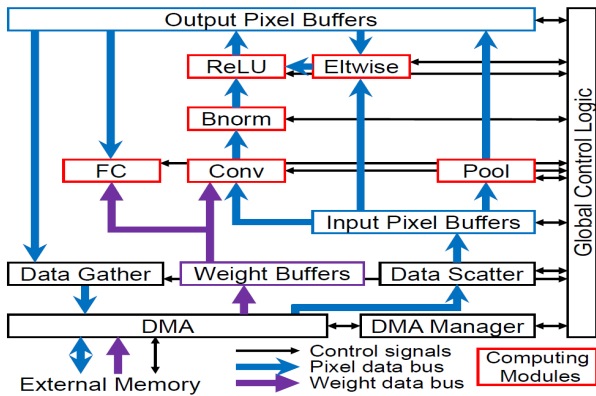 Output Pixel Buffers
ReLU
Eltwise
Bnorm
FC
Conv
Pool
Input Pixel Buffers
Global Control Logic
Data Gather
Weight Buffers
Data Scatter
DMA
DMA Manager
External Memory
Control signals
Pixel data bus
Weight data bus
Computing
Modules